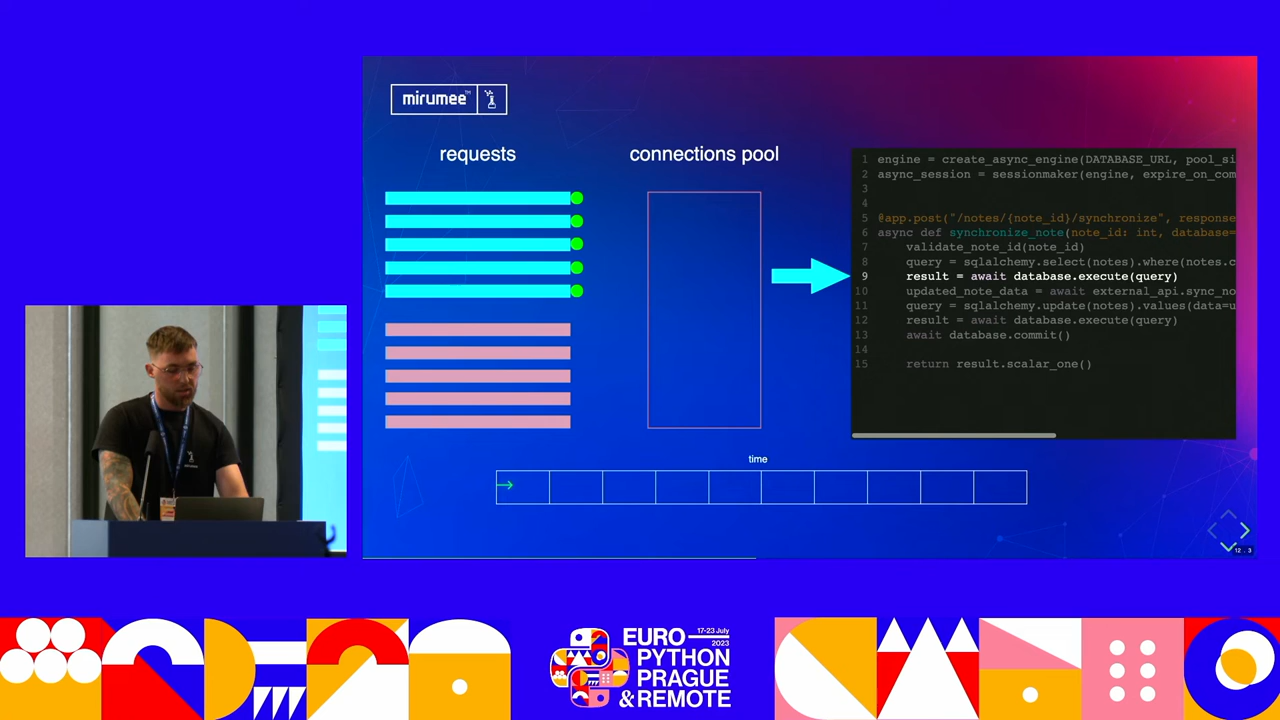 mirumee™
requests
connections pool
1 engine = create_async_engine(DATABASE_URL, pool_si
2 async_session = sessionmaker(engine, expire_on_com
3
4
5 @app.post("/notes/{note_id}/synchronize", response
6 async def synchronize_note(note_id: int, database=
7 validate_note_id(note_id)
8 query = sqlalchemy.select(notes).where(notes.c
9 result = await database.execute(query)
10 updated_note_data = await external_api.sync_no
11 query = sqlalchemy.update(notes).values(data=u
12 result = await database.execute(query)
13 await database.commit()
14
15 return result.scalar_one()
time
12.3
EURO 17-23 July 2023
PYTHON
PRAGUE
& REMOTE